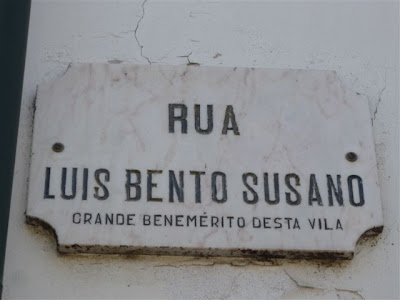 RUA
LUIS BENTO SUSANO
GRANDE BENEMÉRITO DESTA VILA